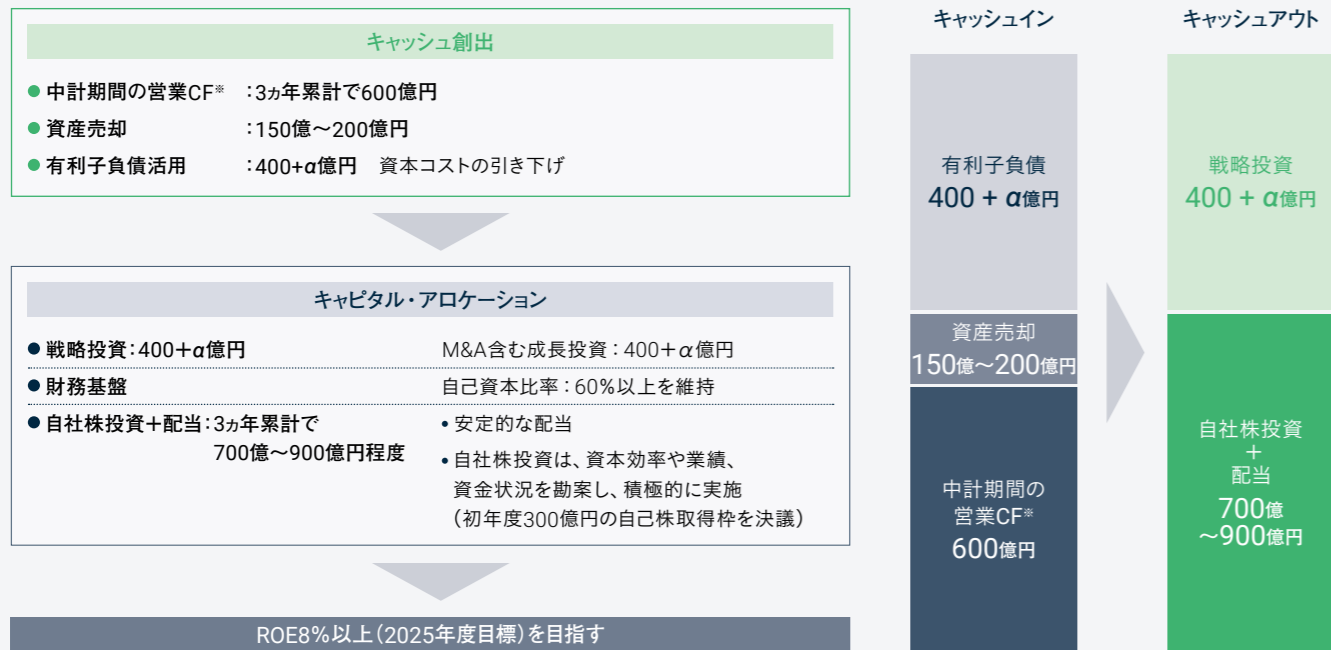 キャッシュ創出
● 中計期間の営業CF※ :3ヵ年累計で600億円
● 資産売却 :150億～200億円
● 有利子負債活用 :400+α億円 資本コストの引き下げ
キャピタル・アロケーション
● 戦略投資:400+α億円 M&A含む成長投資:400+α億円
● 財務基盤 自己資本比率:60%以上を維持
● 自社株投資+配当:3ヵ年累計で
700億～900億円程度
• 安定的な配当
• 自社株投資は、資本効率や業績、
資金状況を勘案し、積極的に実施
(初年度300億円の自己株取得枠を決議)
ROE8%以上(2025年度目標)を目指す
キャッシュイン
有利子負債
400 + α億円
資産売却
150億～200億円
中計期間の
営業CF※
600億円
キャッシュアウト
戦略投資
400 + α億円
自社株投資
+
配当
700億
～900億円